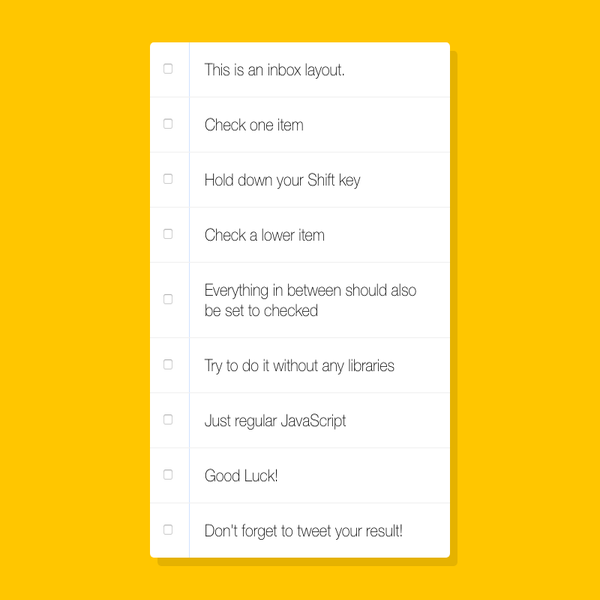 This is an inbox layout.
Check one item
Hold down your Shift key
Check a lower item
Everything in between should also
be set to checked
Try to do it without any libraries
Just regular JavaScript
Good Luck!
Don't forget to tweet your result!